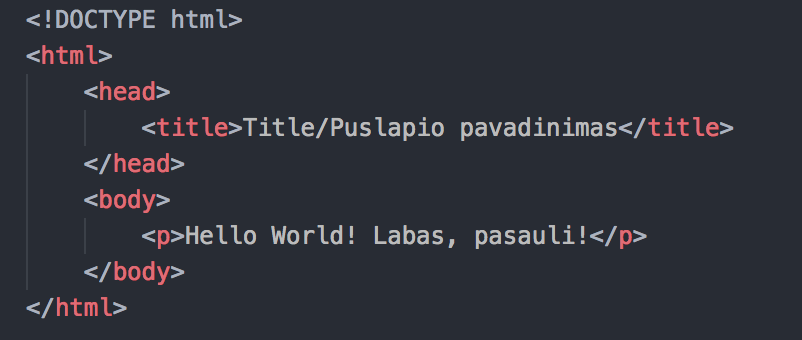 <!DOCTYPE html>
<html>
<head>
<title>Title/Puslapio pavadinimas</title>
</head>
<body>
<p>Hello World! Labas, pasauli!</p>
</body>
</html>